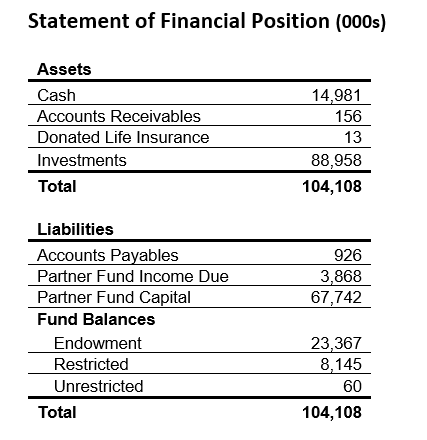 Statement of Financial Position (000s)
Assets
Cash 14,981
Accounts Receivables 156
Donated Life Insurance 13
Investments 88,958
Total 104,108
Liabilities
Accounts Payables 926
Partner Fund Income Due 3,868
Partner Fund Capital 67,742
Fund Balances
Endowment 23,367
Restricted 8,145
Unrestricted 60
Total 104,108